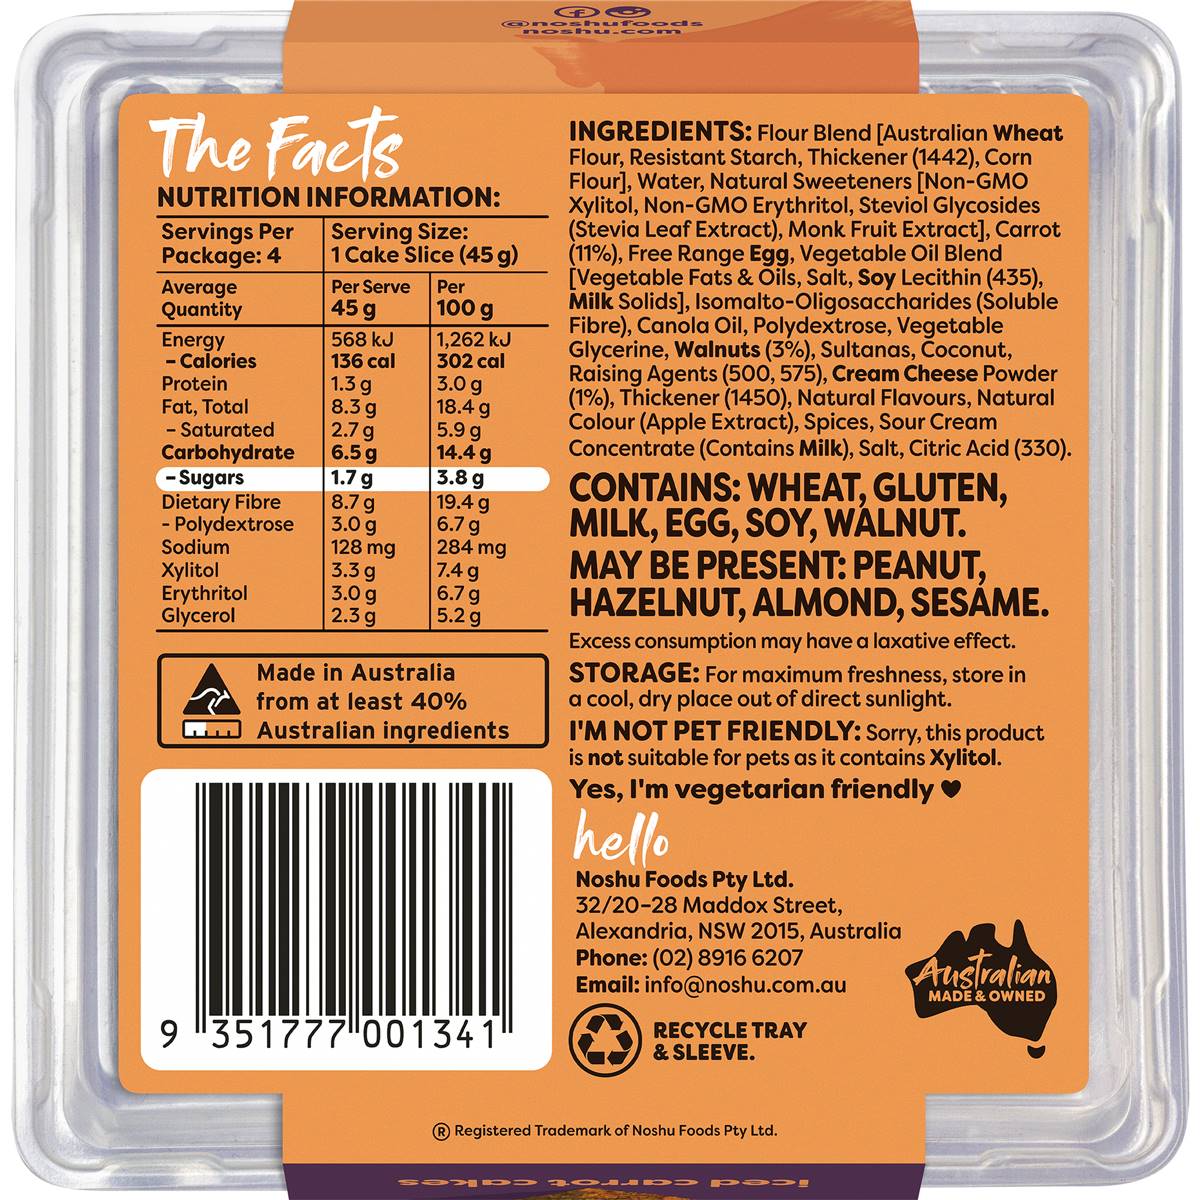 @noshufoods
noshu.com
The Facts
NUTRITION INFORMATION:
Servings Per Package: 4
Serving Size: 1 Cake Slice (45 g)
Average Quantity
Per Serve 45 g
Per 100 g
Energy 568 kJ 1,262 kJ
- Calories 136 cal 302 cal
Protein 1.3 g 3.0 g
Fat, Total 8.3 g 18.4 g
- Saturated 2.7 g 5.9 g
Carbohydrate 6.5 g 14.4 g
- Sugars 1.7 g 3.8 g
Dietary Fibre 8.7 g 19.4 g
- Polydextrose 3.0 g 6.7 g
Sodium 128 mg 284 mg
Xylitol 3.3 g 7.4 g
Erythritol 3.0 g 6.7 g
Glycerol 2.3 g 5.2 g
Made in Australia
from at least 40%
Australian ingredients
9 351777 001341
INGREDIENTS: Flour Blend [Australian Wheat
Flour, Resistant Starch, Thickener (1442), Corn
Flour], Water, Natural Sweeteners [Non-GMO
Xylitol, Non-GMO Erythritol, Steviol Glycosides
(Stevia Leaf Extract), Monk Fruit Extract], Carrot
(11%), Free Range Egg, Vegetable Oil Blend
[Vegetable Fats & Oils, Salt, Soy Lecithin (435),
Milk Solids], Isomalto-Oligosaccharides (Soluble
Fibre), Canola Oil, Polydextrose, Vegetable
Glycerine, Walnuts (3%), Sultanas, Coconut,
Raising Agents (500, 575), Cream Cheese Powder
(1%), Thickener (1450), Natural Flavours, Natural
Colour (Apple Extract), Spices, Sour Cream
Concentrate (Contains Milk), Salt, Citric Acid (330).
CONTAINS: WHEAT, GLUTEN,
MILK, EGG, SOY, WALNUT.
MAY BE PRESENT: PEANUT,
HAZELNUT, ALMOND, SESAME.
Excess consumption may have a laxative effect.
STORAGE: For maximum freshness, store in
a cool, dry place out of direct sunlight.
I'M NOT PET FRIENDLY: Sorry, this product
is not suitable for pets as it contains Xylitol.
Yes, I'm vegetarian friendly
hello
Noshu Foods Pty Ltd.
32/20-28 Maddox Street,
Alexandria, NSW 2015, Australia
Phone: (02) 8916 6207
Email: info@noshu.com.au
Australian
MADE & OWNED
RECYCLE TRAY
& SLEEVE.
® Registered Trademark of Noshu Foods Pty Ltd.
iced carrot cakes